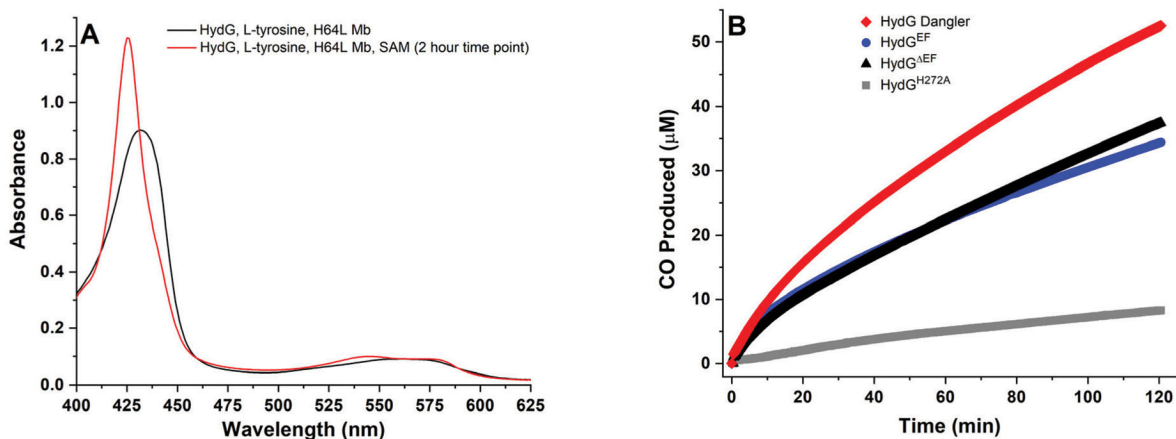 A
HydG, L-tyrosine, H64L Mb
HydG, L-tyrosine, H64L Mb, SAM (2 hour time point)
1.2
1.0
0.8
0.6
0.4
0.2
0.0
Absorbance
400 425 450 475 500 525 550 575 600 625
Wavelength (nm)
B
HydG Dangler
HydG^EF
HydG^ΔEF
HydG^H272A
50
40
30
20
10
0
CO Produced (μM)
0 20 40 60 80 100 120
Time (min)